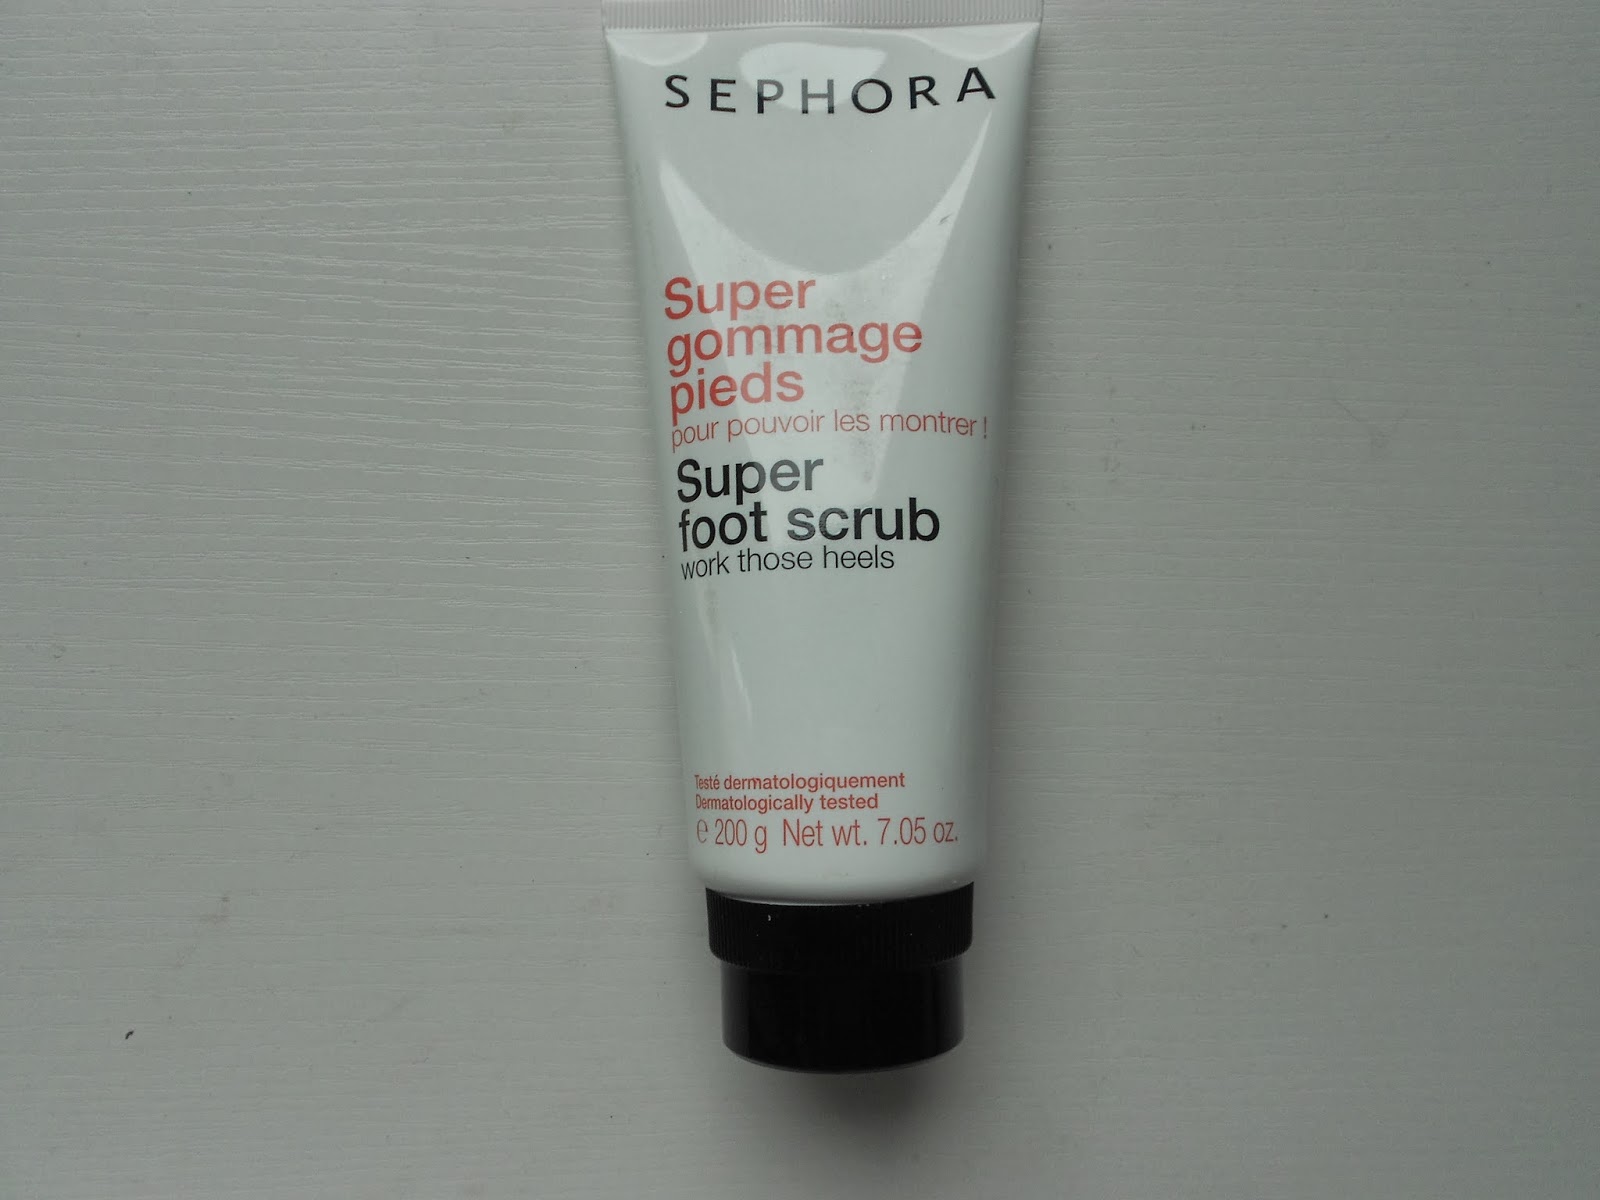 SEPHORA
Super
gommage
pieds
pour pouvoir les montrer !
Super
foot scrub
work those heels
Testé dermatologiquement
Dermatologically tested
℮ 200 g Net wt. 7.05 oz.